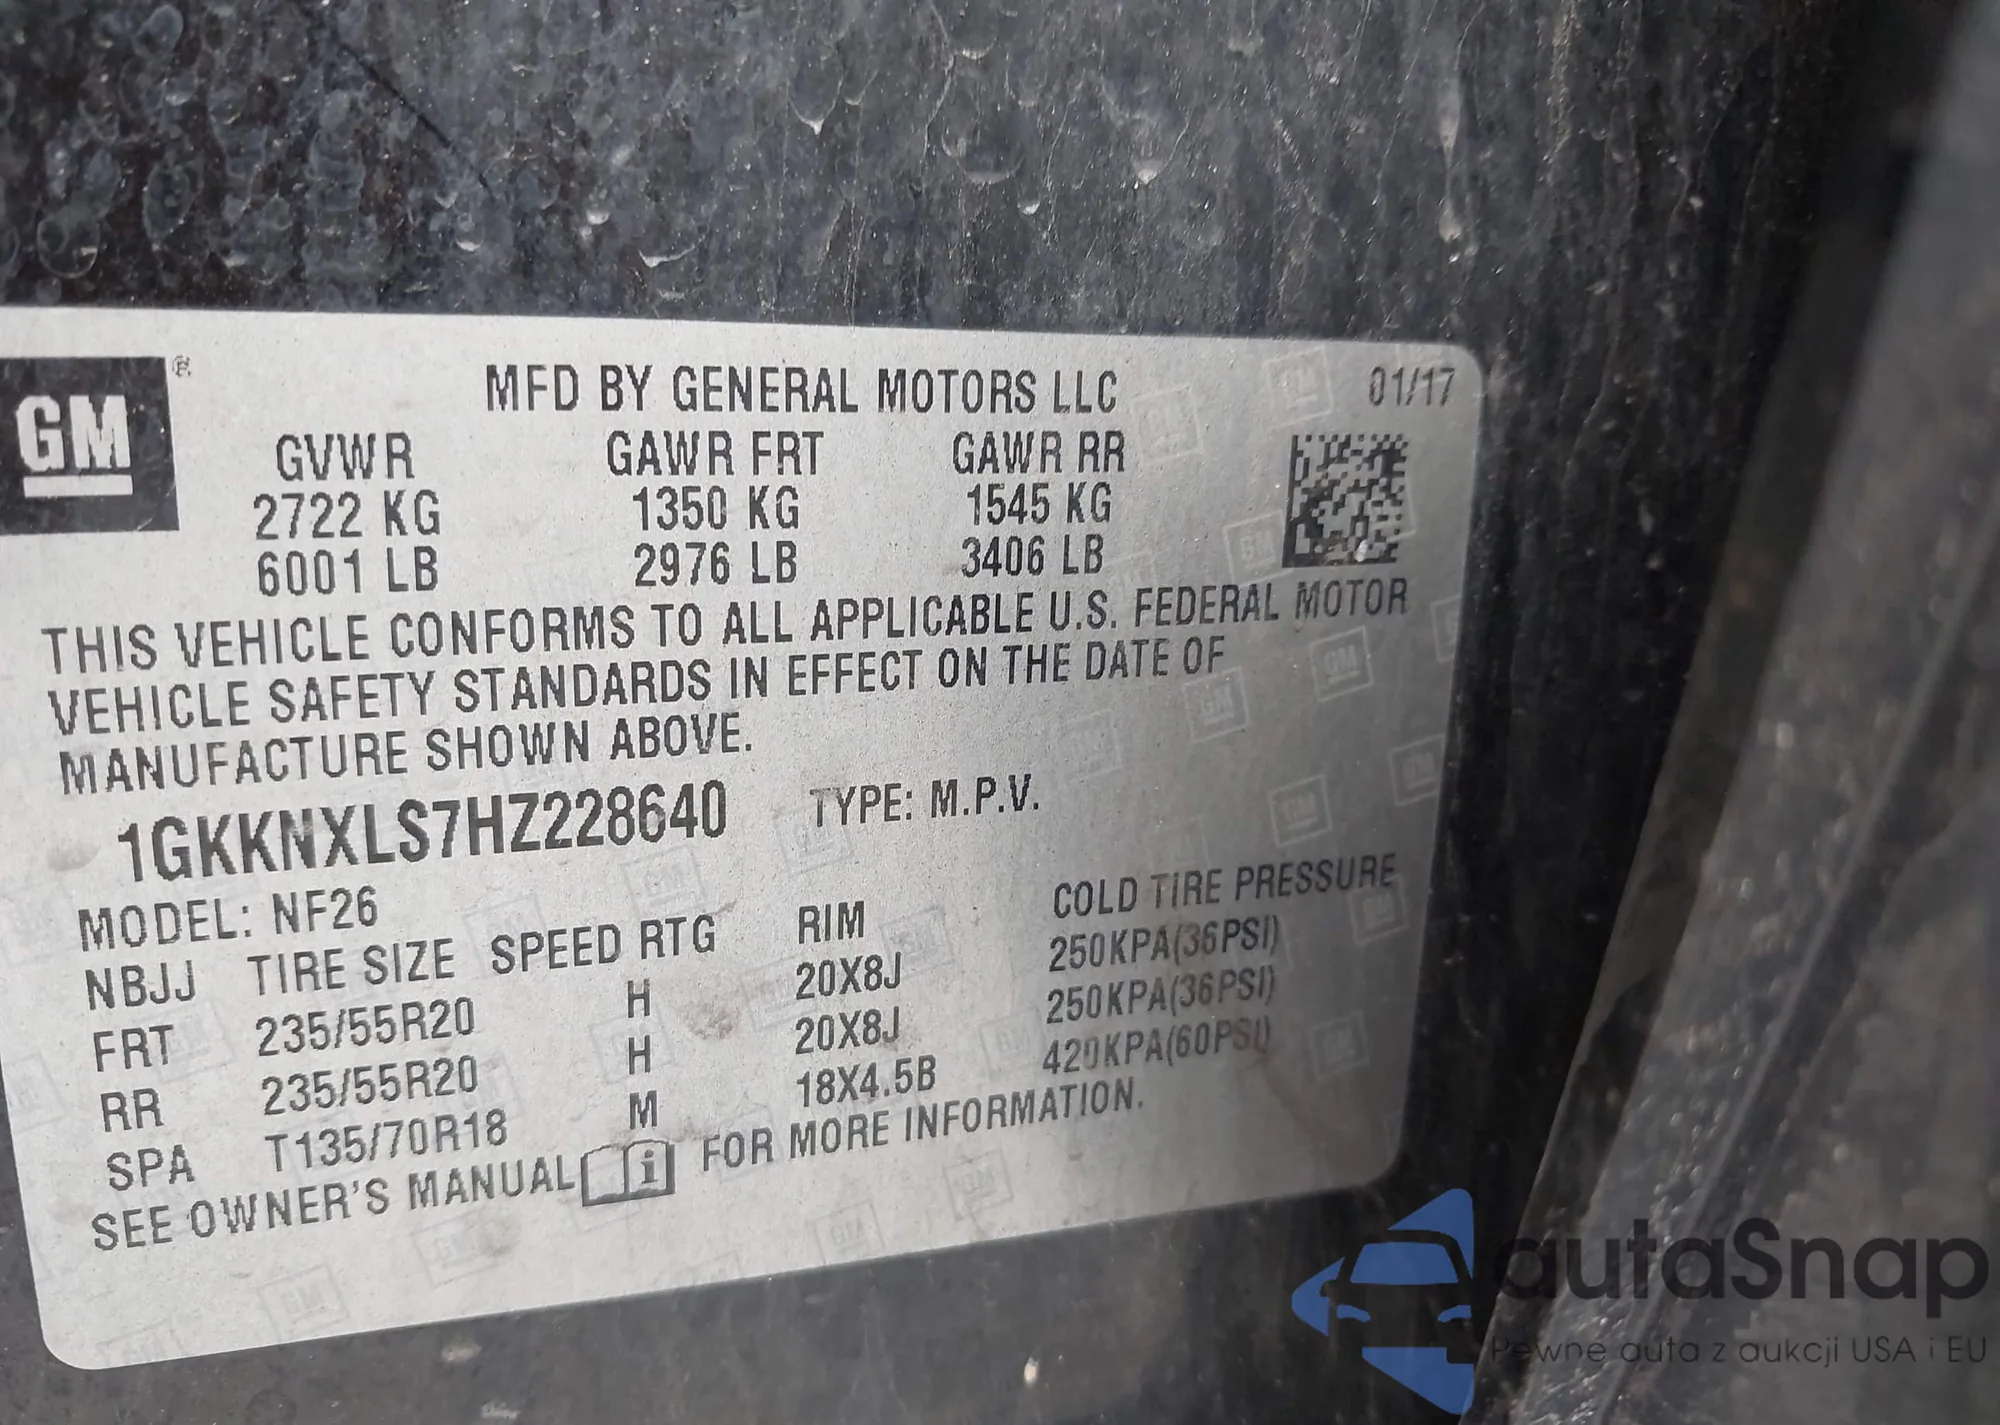 GM ®
MFD BY GENERAL MOTORS LLC 01/17
GVWR GAWR FRT GAWR RR
2722 KG 1350 KG 1545 KG
6001 LB 2976 LB 3406 LB
THIS VEHICLE CONFORMS TO ALL APPLICABLE U.S. FEDERAL MOTOR
VEHICLE SAFETY STANDARDS IN EFFECT ON THE DATE OF
MANUFACTURE SHOWN ABOVE.
1GKKNXLS7HZ228640 TYPE: M.P.V.
MODEL: NF26
NBJJ TIRE SIZE SPEED RTG RIM COLD TIRE PRESSURE
FRT 235/55R20 H 20X8J 250KPA(36PSI)
RR 235/55R20 H 20X8J 250KPA(36PSI)
SPA T135/70R18 M 18X4.5B 420KPA(60PSI)
SEE OWNER'S MANUAL i FOR MORE INFORMATION.
autaSnap
Pewne auta z aukcji USA i EU